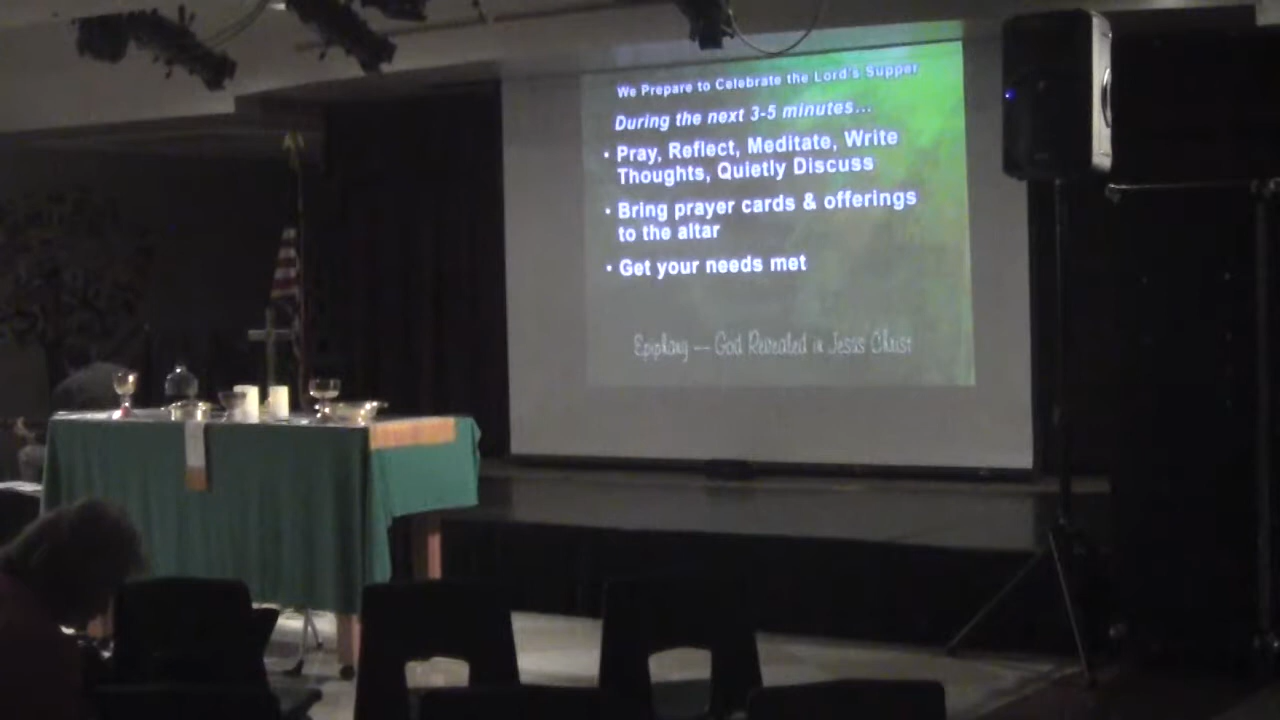 We Prepare to Celebrate the Lord's Supper
During the next 3-5 minutes...
• Pray, Reflect, Meditate, Write
Thoughts, Quietly Discuss
• Bring prayer cards & offerings
to the altar
• Get your needs met
Epiphany — God Revealed in Jesus Christ